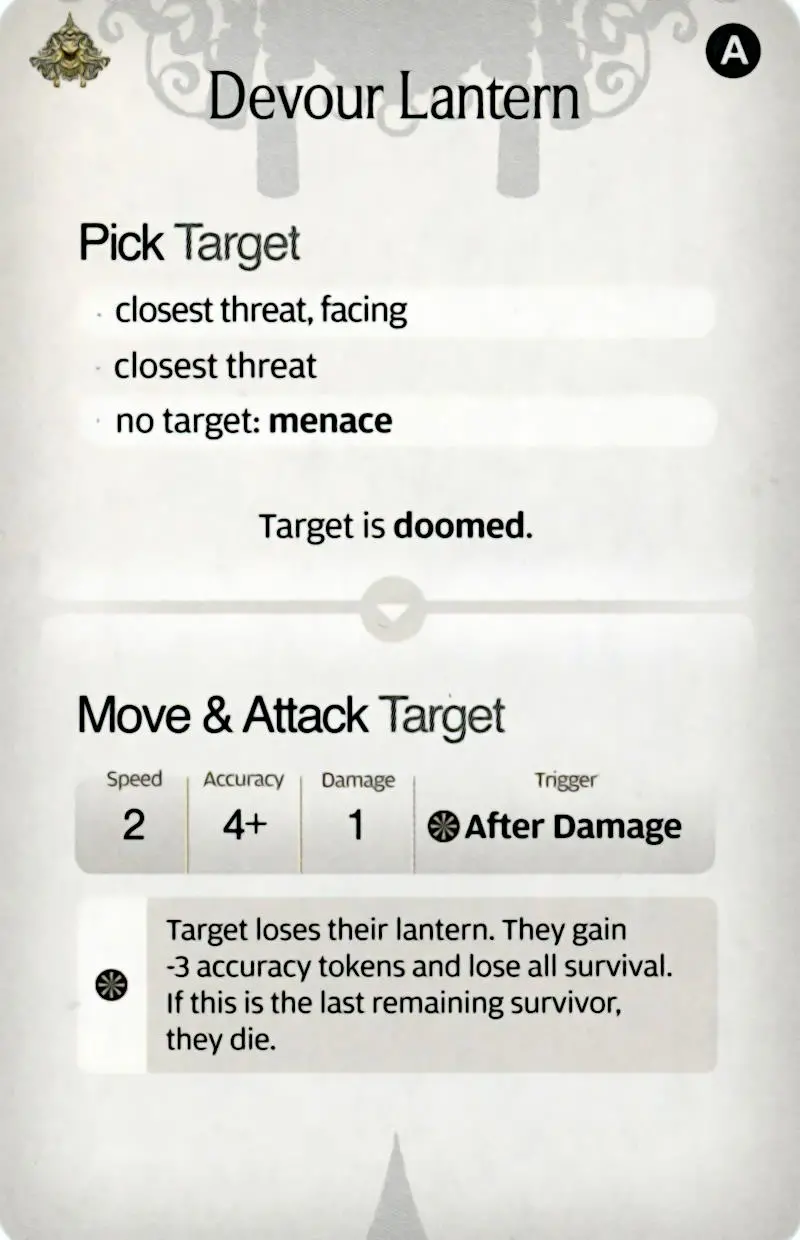 A
Devour Lantern
Pick Target
· closest threat, facing
· closest threat
· no target: menace
Target is doomed.
Move & Attack Target
Speed Accuracy Damage Trigger
2 4+ 1 After Damage
Target loses their lantern. They gain
-3 accuracy tokens and lose all survival.
If this is the last remaining survivor,
they die.